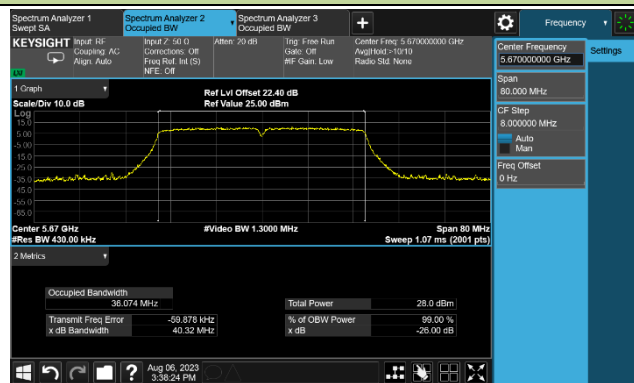 Spectrum Analyzer 1
Swept SA
Spectrum Analyzer 2
Occupied BW
Spectrum Analyzer 3
Occupied BW
+
Frequency
KEYSIGHT
Input: RF
Coupling: AC
Align: Auto
Input Z: 50 Ω
Corrections: Off
Freq Ref: Int (S)
NFE: Off
Atten: 20 dB
Trig: Free Run
Gate: Off
#IF Gain: Low
Center Freq: 5.670000000 GHz
Avg|Hold:>10/10
Radio Std: None
LXI
Center Frequency
5.670000000 GHz
Settings
Span
80.000 MHz
CF Step
8.000000 MHz
Auto
Man
Freq Offset
0 Hz
1 Graph
Scale/Div 10.0 dB
Ref Lvl Offset 22.40 dB
Ref Value 25.00 dBm
Log
15.0
5.00
-5.00
-15.0
-25.0
-35.0
-45.0
-55.0
-65.0
Center 5.67 GHz
#Res BW 430.00 kHz
#Video BW 1.3000 MHz
Span 80 MHz
Sweep 1.07 ms (2001 pts)
2 Metrics
Occupied Bandwidth
36.074 MHz
Total Power 28.0 dBm
Transmit Freq Error -59.878 kHz
% of OBW Power 99.00 %
x dB Bandwidth 40.32 MHz
x dB -26.00 dB
?
Aug 06, 2023
3:38:24 PM